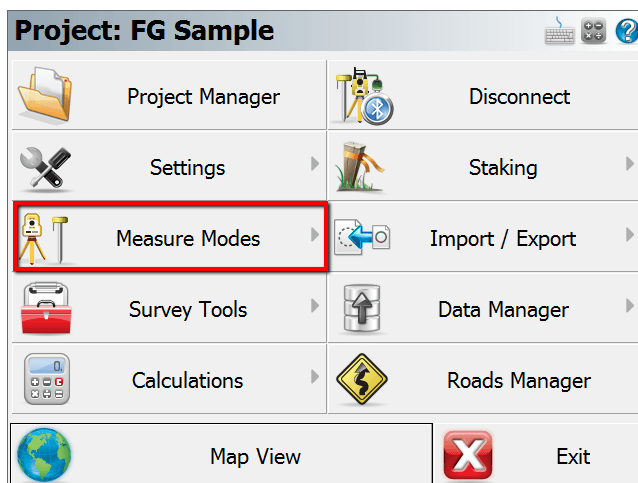 Project: FG Sample
Project Manager
Disconnect
Settings
Staking
Measure Modes
Import / Export
Survey Tools
Data Manager
Calculations
Roads Manager
Map View
Exit